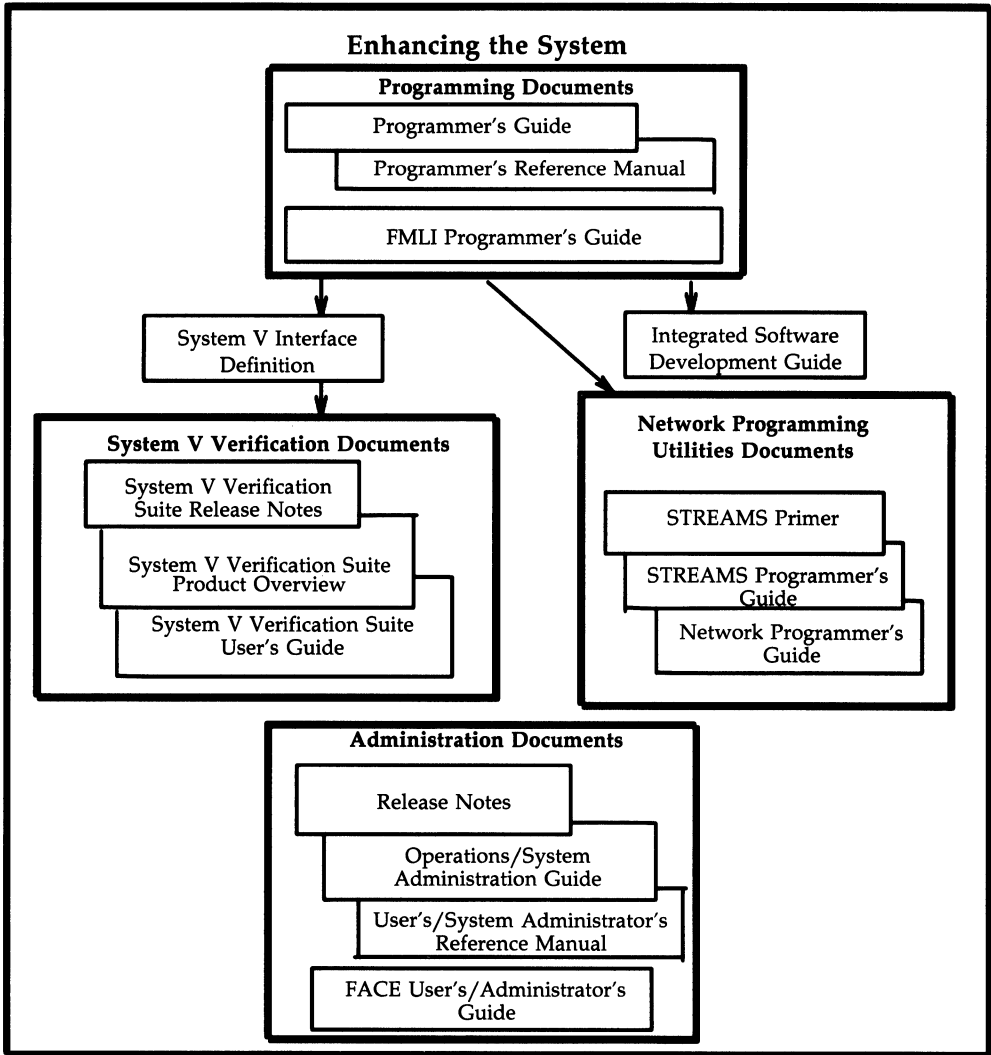 Enhancing the System
Programming Documents
Programmer's Guide
Programmer's Reference Manual
FMLI Programmer's Guide
System V Interface
Definition
Integrated Software
Development Guide
System V Verification Documents
System V Verification
Suite Release Notes
System V Verification Suite
Product Overview
System V Verification Suite
User's Guide
Network Programming
Utilities Documents
STREAMS Primer
STREAMS Programmer's
Guide
Network Programmer's
Guide
Administration Documents
Release Notes
Operations/System
Administration Guide
User's/System Administrator's
Reference Manual
FACE User's/Administrator's
Guide